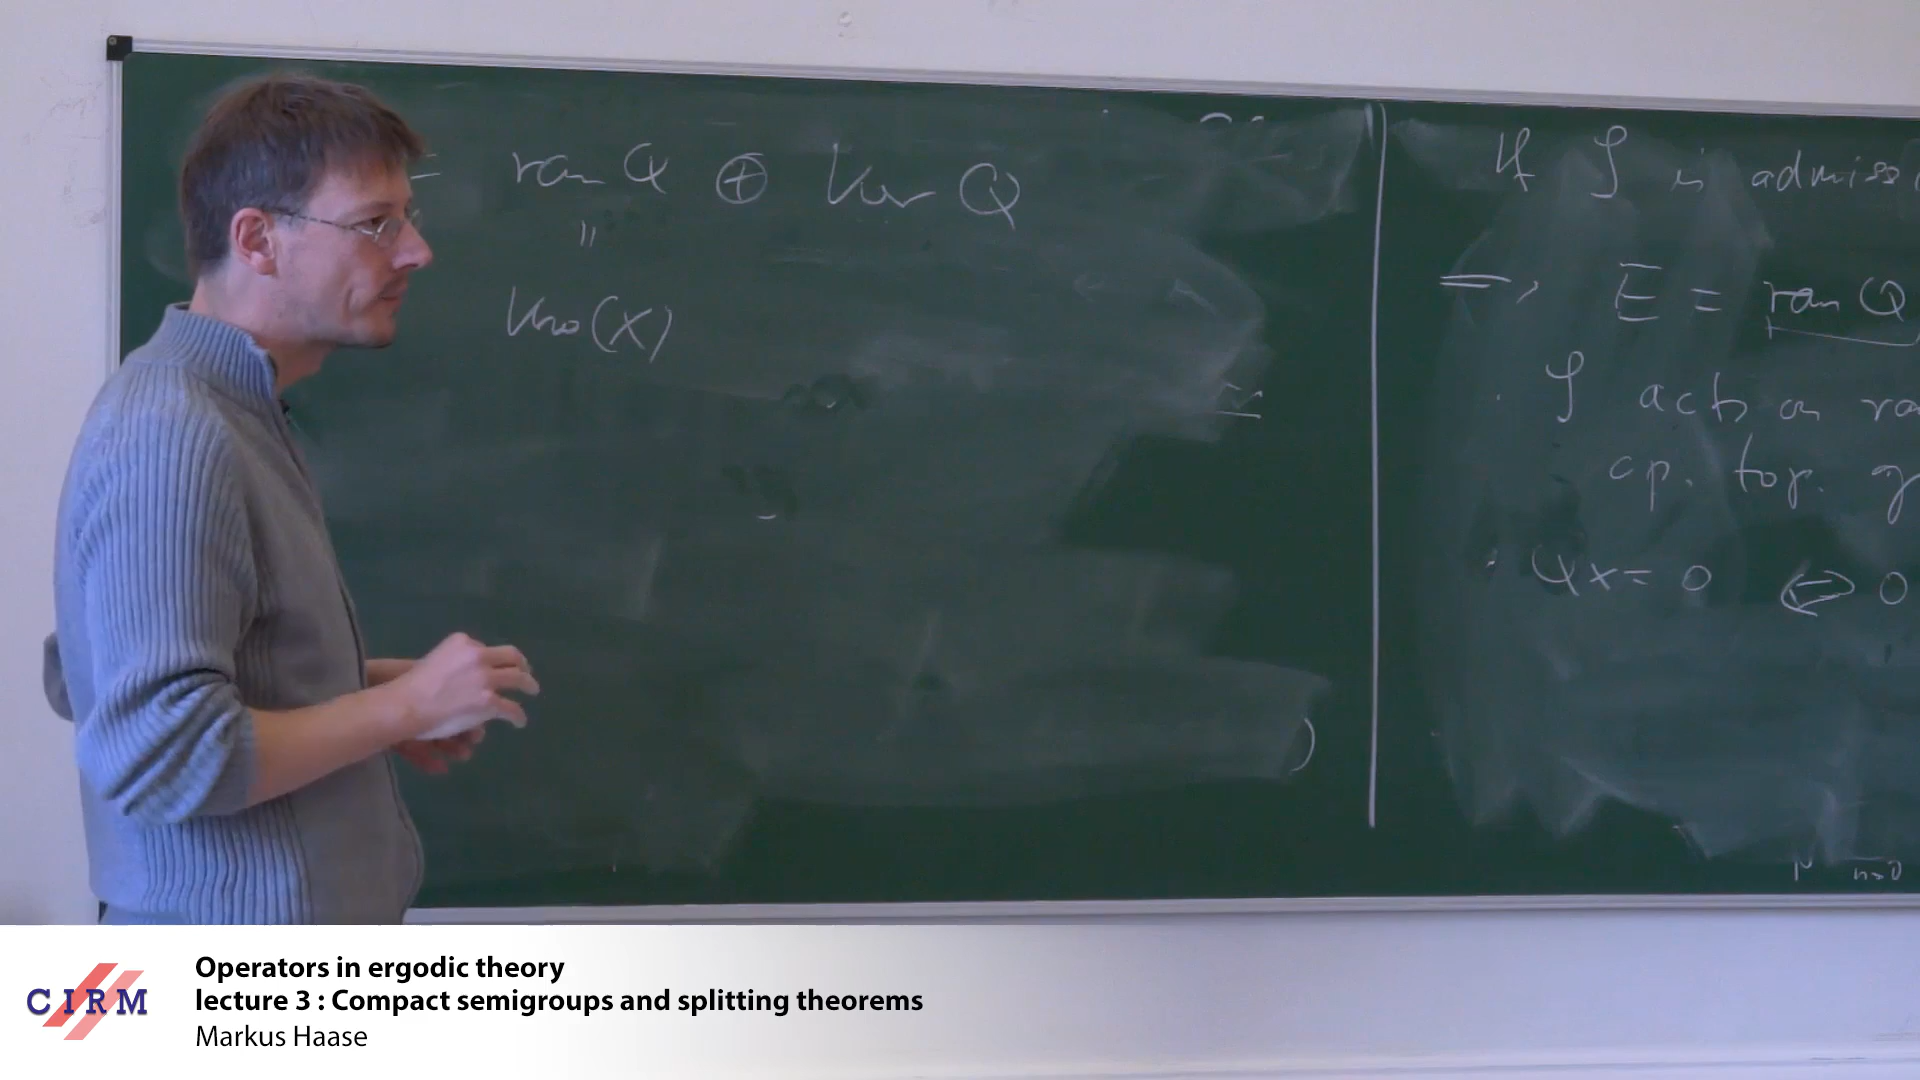 = ran Q ⊕ ker Q
"
(X)
≃
)
If S is admiss
⇒ E = ran Q
S acts on ra
cp. top. g
Qx = 0 ⇔ 0
n=0
CIRM
Operators in ergodic theory
lecture 3 : Compact semigroups and splitting theorems
Markus Haase